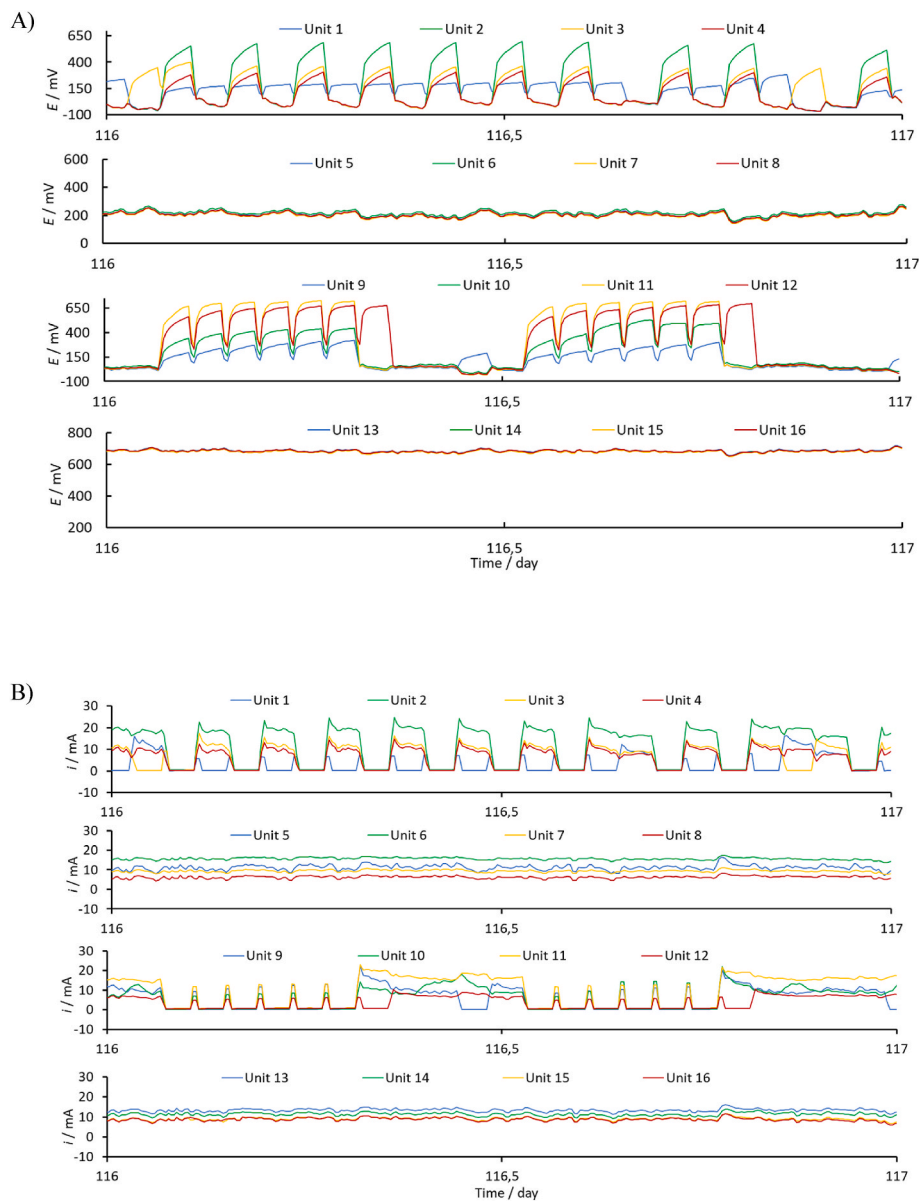 A)
Unit 1 Unit 2 Unit 3 Unit 4
650
400
150
-100
E / mV
116 116,5 117
Unit 5 Unit 6 Unit 7 Unit 8
600
400
200
0
E / mV
116 116,5 117
Unit 9 Unit 10 Unit 11 Unit 12
650
400
150
-100
E / mV
116 116,5 117
Unit 13 Unit 14 Unit 15 Unit 16
800
600
400
200
E / mV
116 116,5 117
Time / day
B)
Unit 1 Unit 2 Unit 3 Unit 4
30
20
10
0
-10
i / mA
116 116,5 117
Unit 5 Unit 6 Unit 7 Unit 8
30
20
10
0
-10
i / mA
116 116,5 117
Unit 9 Unit 10 Unit 11 Unit 12
30
20
10
0
-10
i / mA
116 116,5 117
Unit 13 Unit 14 Unit 15 Unit 16
30
20
10
0
-10
i / mA
116 116,5 117
Time / day